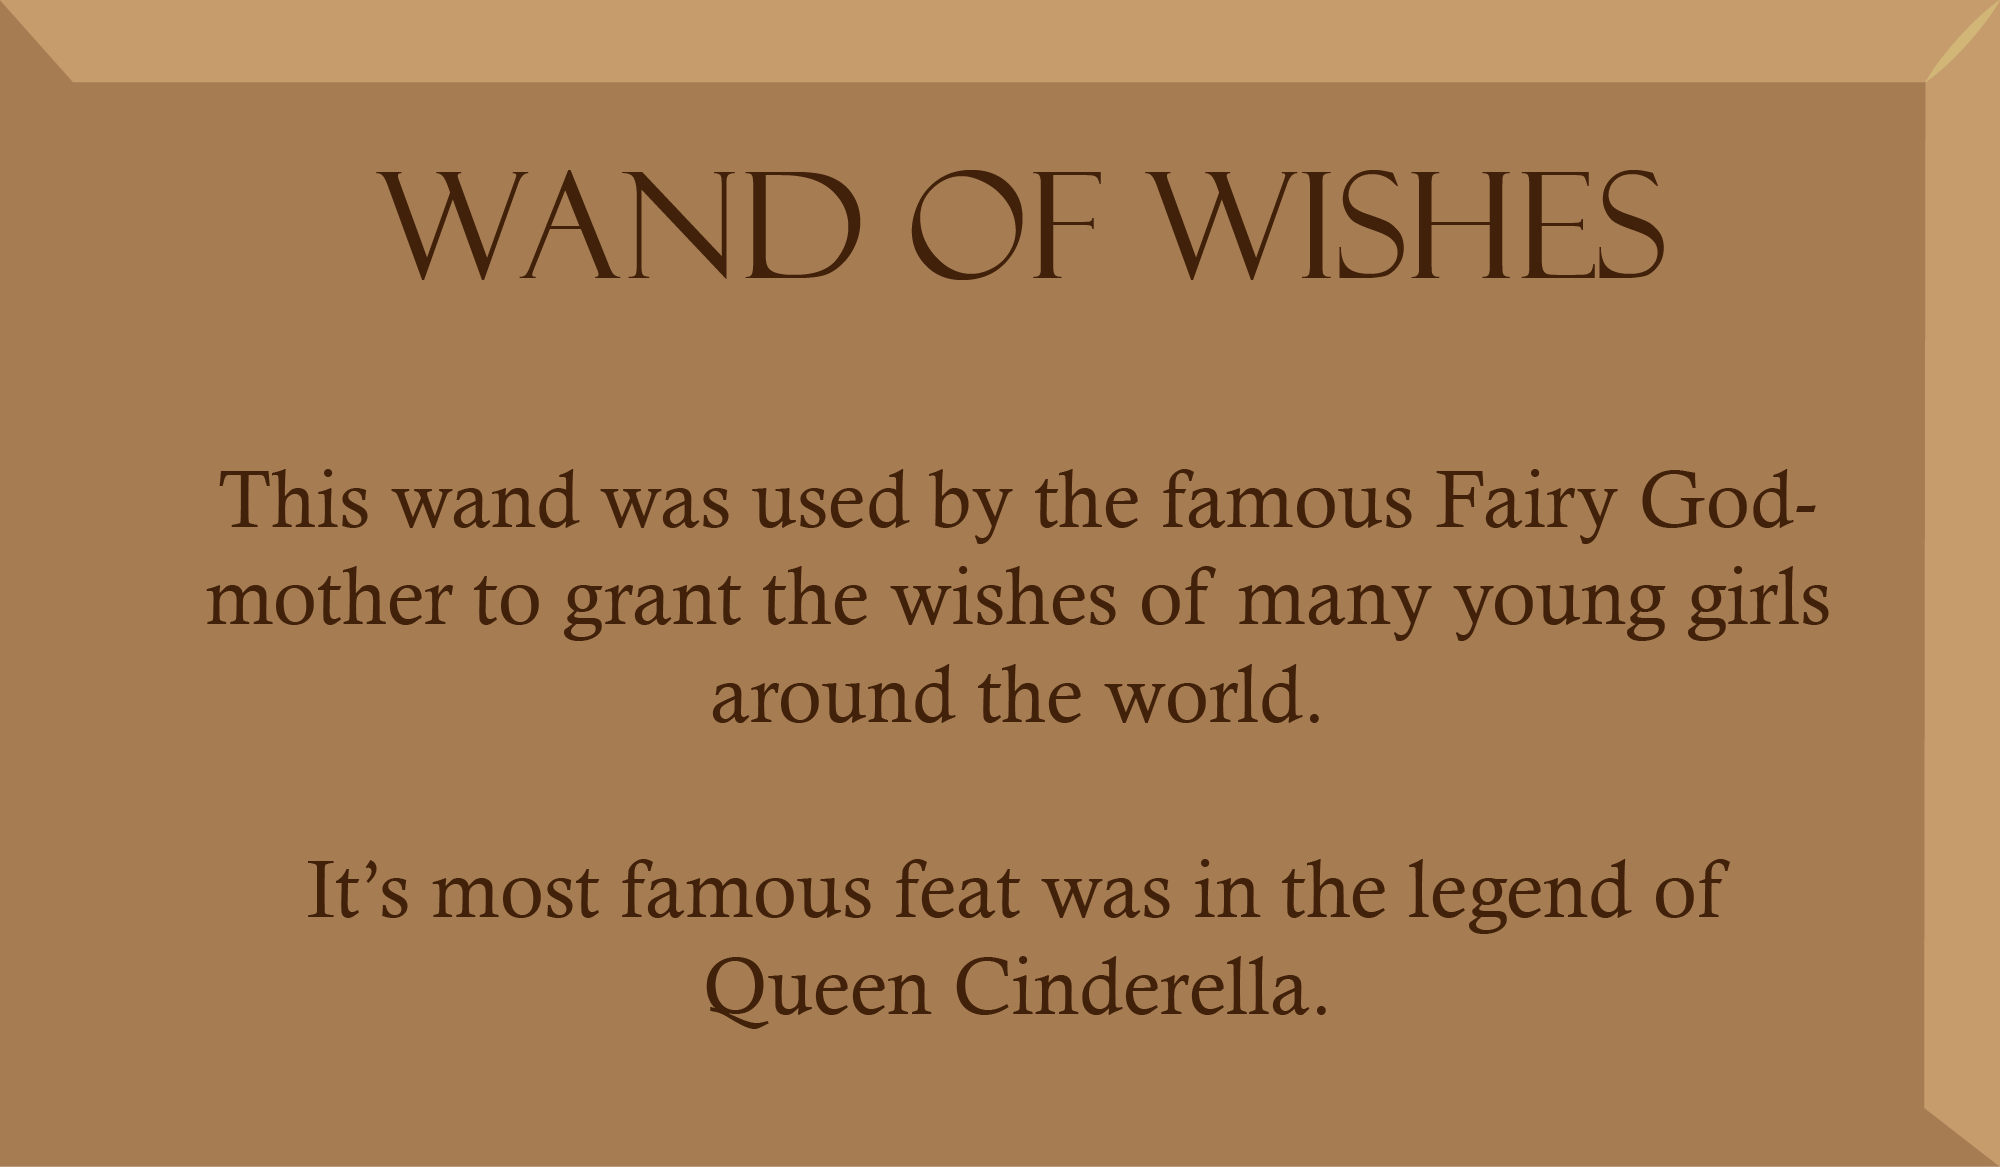 WAND OF WISHES
This wand was used by the famous Fairy God-
mother to grant the wishes of many young girls
around the world.
It’s most famous feat was in the legend of
Queen Cinderella.